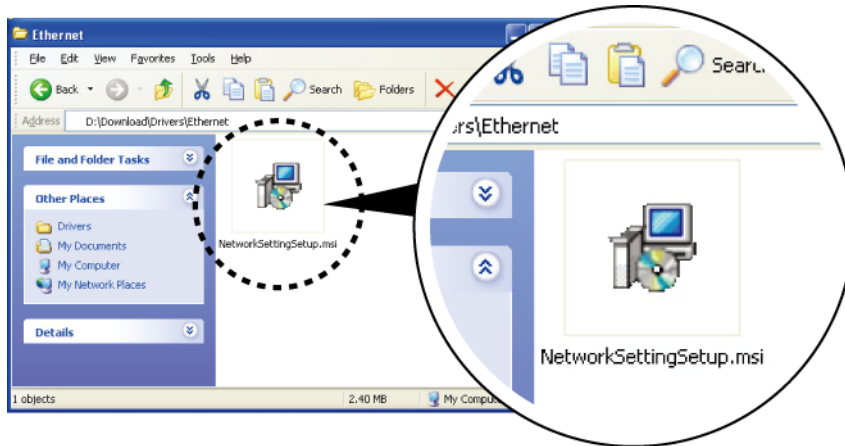 Ethernet
File Edit View Favorites Tools Help
Back Search Folders
Address D:\Download\Drivers\Ethernet
File and Folder Tasks
Other Places
Drivers
My Documents
My Computer
My Network Places
Details
NetworkSettingSetup.msi
1 objects 2.40 MB My Comput
Searc
ers\Ethernet
NetworkSettingSetup.msi